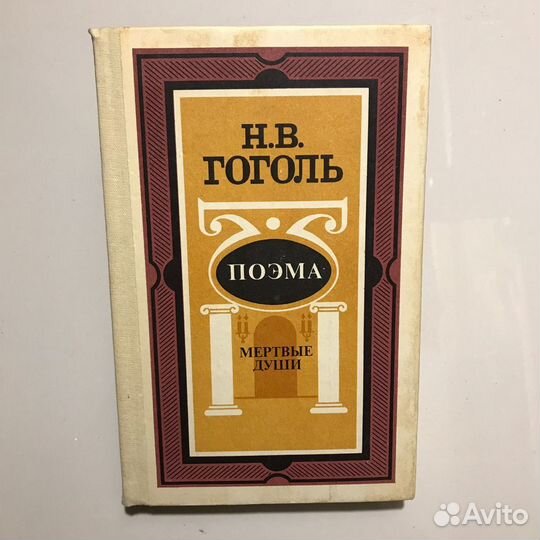 Н.В.
ГОГОЛЬ
ПОЭМА
МЕРТВЫЕ
ДУШИ
Avito